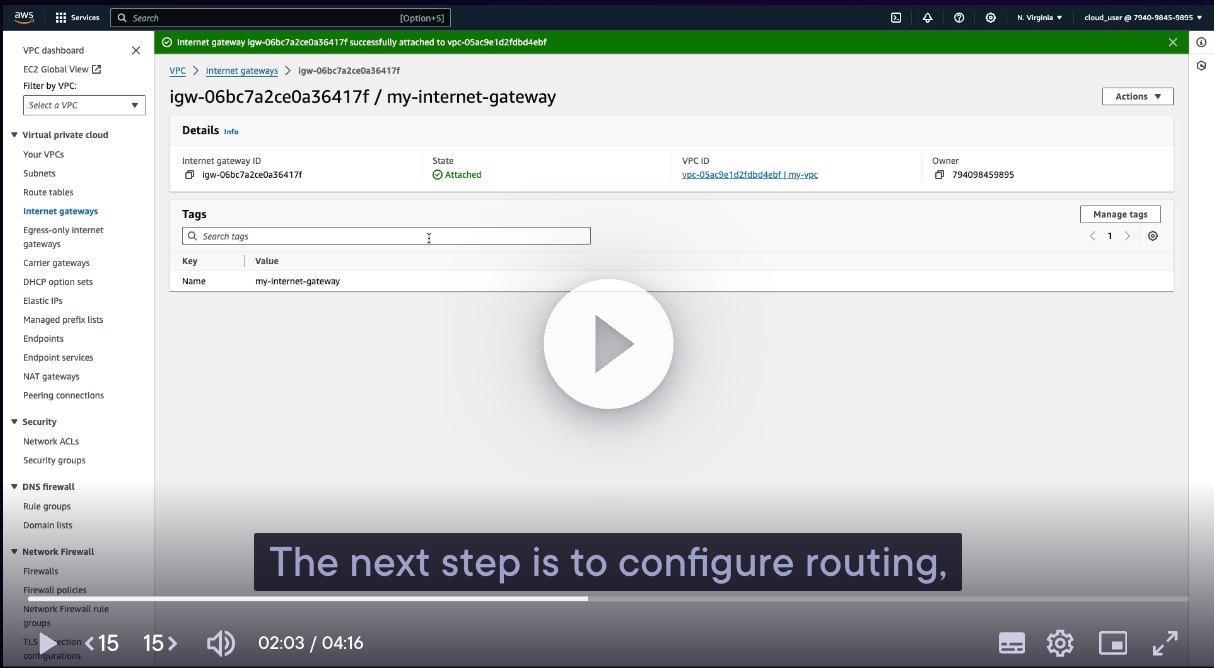 aws
Services
Search
[Option+S]
N. Virginia
cloud_user @ 7940-9845-9895
VPC dashboard
EC2 Global View
Filter by VPC:
Select a VPC
Virtual private cloud
Your VPCs
Subnets
Route tables
Internet gateways
Egress-only internet
gateways
Carrier gateways
DHCP option sets
Elastic IPs
Managed prefix lists
Endpoints
Endpoint services
NAT gateways
Peering connections
Security
Network ACLs
Security groups
DNS firewall
Rule groups
Domain lists
Network Firewall
Firewalls
Firewall policies
Network Firewall rule
groups
TLS
configurations
Internet gateway igw-06bc7a2ce0a36417f successfully attached to vpc-05ac9e1d2fdbd4ebf
VPC > Internet gateways > igw-06bc7a2ce0a36417f
igw-06bc7a2ce0a36417f / my-internet-gateway
Actions
Details Info
Internet gateway ID
igw-06bc7a2ce0a36417f
State
Attached
VPC ID
vpc-05ac9e1d2fdbd4ebf | my-vpc
Owner
794098459895
Tags
Manage tags
Search tags
1
Key Value
Name my-internet-gateway
The next step is to configure routing,
15
15
02:03 / 04:16